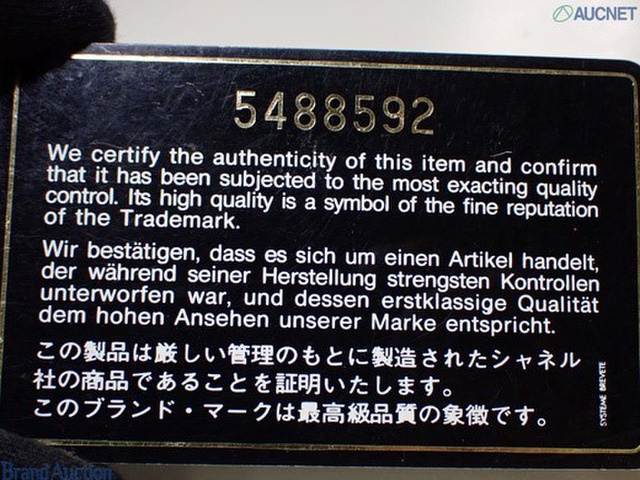 AUCNET
5488592
We certify the authenticity of this item and confirm
that it has been subjected to the most exacting quality
control. Its high quality is a symbol of the fine reputation
of the Trademark.
Wir bestätigen, dass es sich um einen Artikel handelt,
der während seiner Herstellung strengsten Kontrollen
unterworfen war, und dessen erstklassige Qualität
dem hohen Ansehen unserer Marke entspricht.
この製品は厳しい管理のもとに製造されたシャネル
社の商品であることを証明いたします。
このブランド・マークは最高級品質の象徴です。
SYSTEME BREVETE
Brand Auction